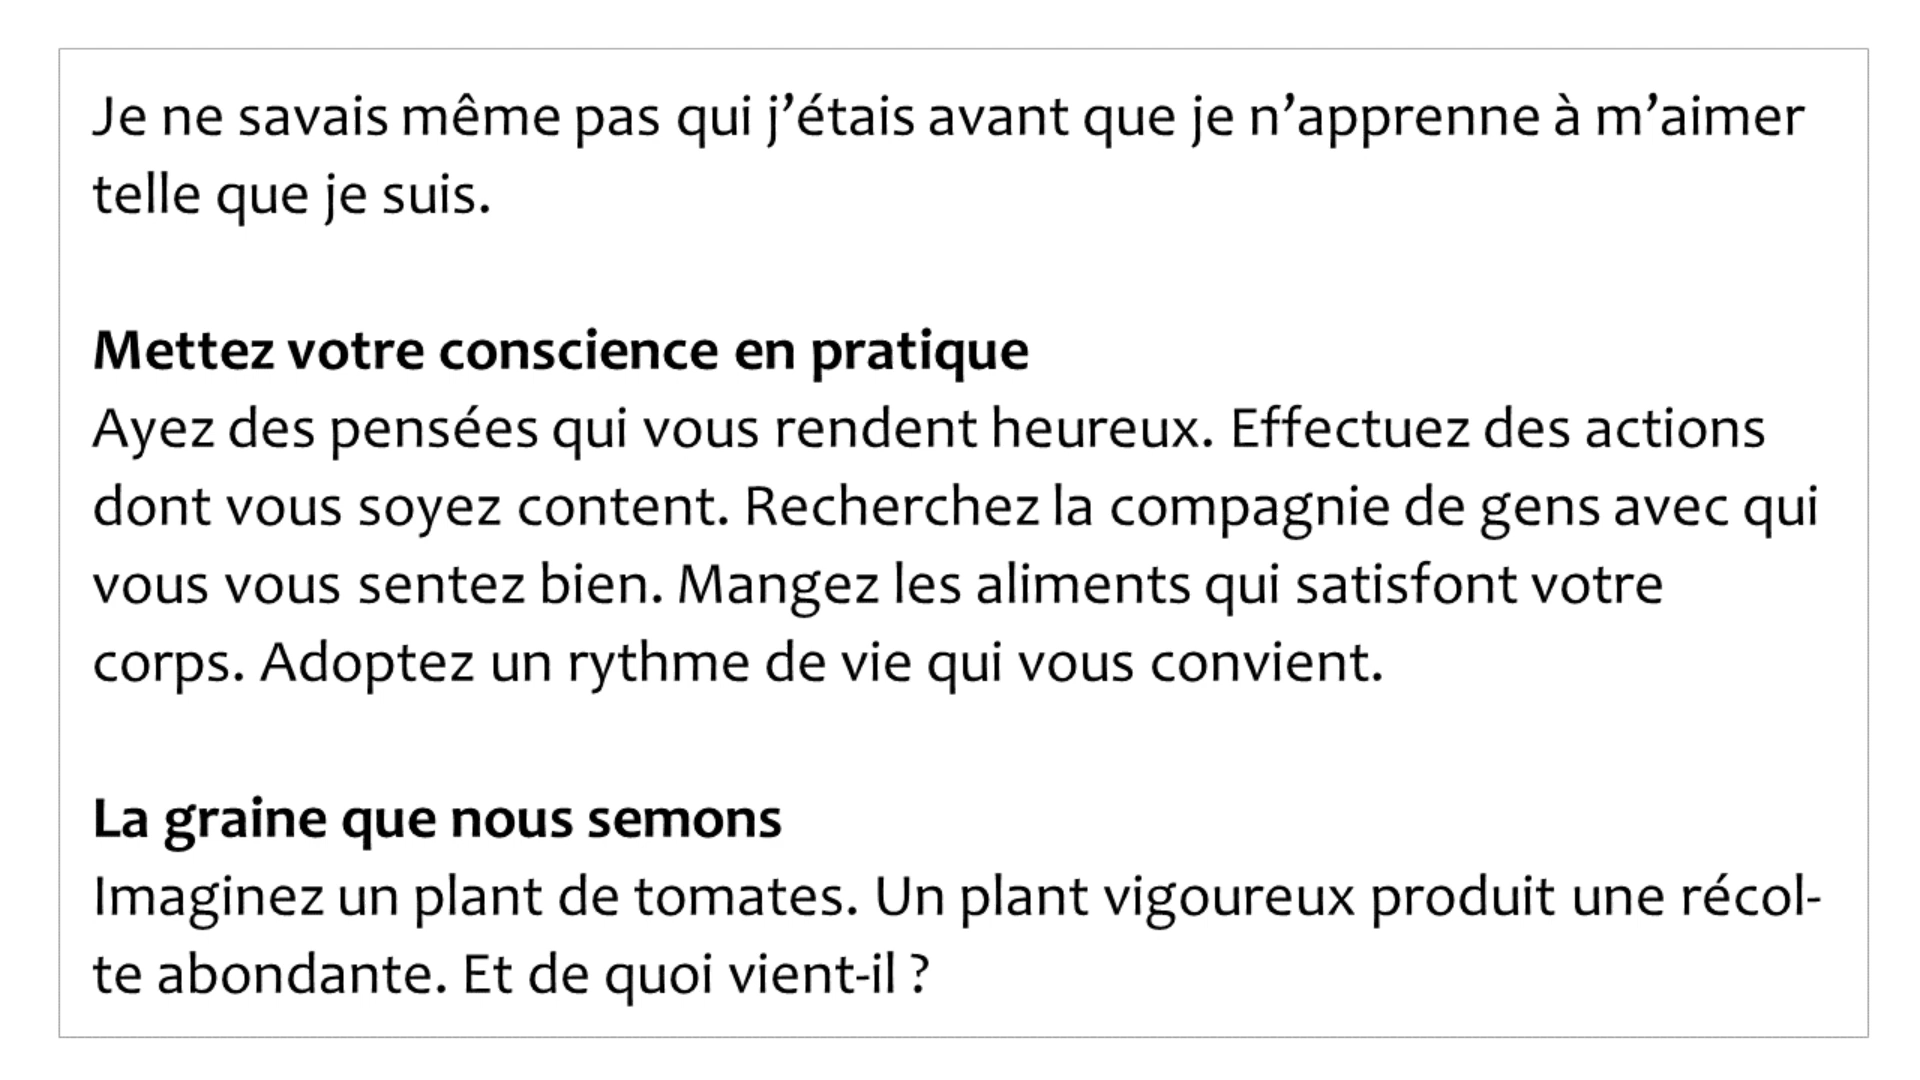 Je ne savais même pas qui j’étais avant que je n’apprenne à m’aimer
telle que je suis.
Mettez votre conscience en pratique
Ayez des pensées qui vous rendent heureux. Effectuez des actions
dont vous soyez content. Recherchez la compagnie de gens avec qui
vous vous sentez bien. Mangez les aliments qui satisfont votre
corps. Adoptez un rythme de vie qui vous convient.
La graine que nous semons
Imaginez un plant de tomates. Un plant vigoureux produit une récol-
te abondante. Et de quoi vient-il ?